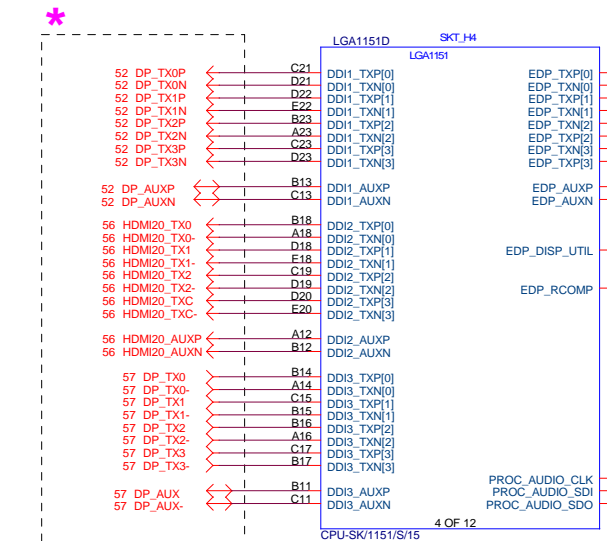 *
LGA1151D SKT_H4
LGA1151
52 DP_TX0P C21 DDI1_TXP[0] EDP_TXP[0]
52 DP_TX0N D21 DDI1_TXN[0] EDP_TXN[0]
52 DP_TX1P D22 DDI1_TXP[1] EDP_TXP[1]
52 DP_TX1N E22 DDI1_TXN[1] EDP_TXN[1]
52 DP_TX2P B23 DDI1_TXP[2] EDP_TXN[2]
52 DP_TX2N A23 DDI1_TXN[2] EDP_TXP[2]
52 DP_TX3P C23 DDI1_TXP[3] EDP_TXN[3]
52 DP_TX3N D23 DDI1_TXN[3] EDP_TXP[3]
52 DP_AUXP B13 DDI1_AUXP EDP_AUXP
52 DP_AUXN C13 DDI1_AUXN EDP_AUXN
56 HDMI20_TX0 B18 DDI2_TXP[0]
56 HDMI20_TX0- A18 DDI2_TXN[0]
56 HDMI20_TX1 D18 DDI2_TXP[1] EDP_DISP_UTIL
56 HDMI20_TX1- E18 DDI2_TXN[1]
56 HDMI20_TX2 C19 DDI2_TXP[2]
56 HDMI20_TX2- D19 DDI2_TXN[2] EDP_RCOMP
56 HDMI20_TXC D20 DDI2_TXP[3]
56 HDMI20_TXC- E20 DDI2_TXN[3]
56 HDMI20_AUXP A12 DDI2_AUXP
56 HDMI20_AUXN B12 DDI2_AUXN
57 DP_TX0 B14 DDI3_TXP[0]
57 DP_TX0- A14 DDI3_TXN[0]
57 DP_TX1 C15 DDI3_TXP[1]
57 DP_TX1- B15 DDI3_TXN[1]
57 DP_TX2 B16 DDI3_TXP[2]
57 DP_TX2- A16 DDI3_TXN[2]
57 DP_TX3 C17 DDI3_TXP[3]
57 DP_TX3- B17 DDI3_TXN[3]
PROC_AUDIO_CLK
57 DP_AUX B11 DDI3_AUXP PROC_AUDIO_SDI
57 DP_AUX- C11 DDI3_AUXN PROC_AUDIO_SDO
4 OF 12
CPU-SK/1151/S/15